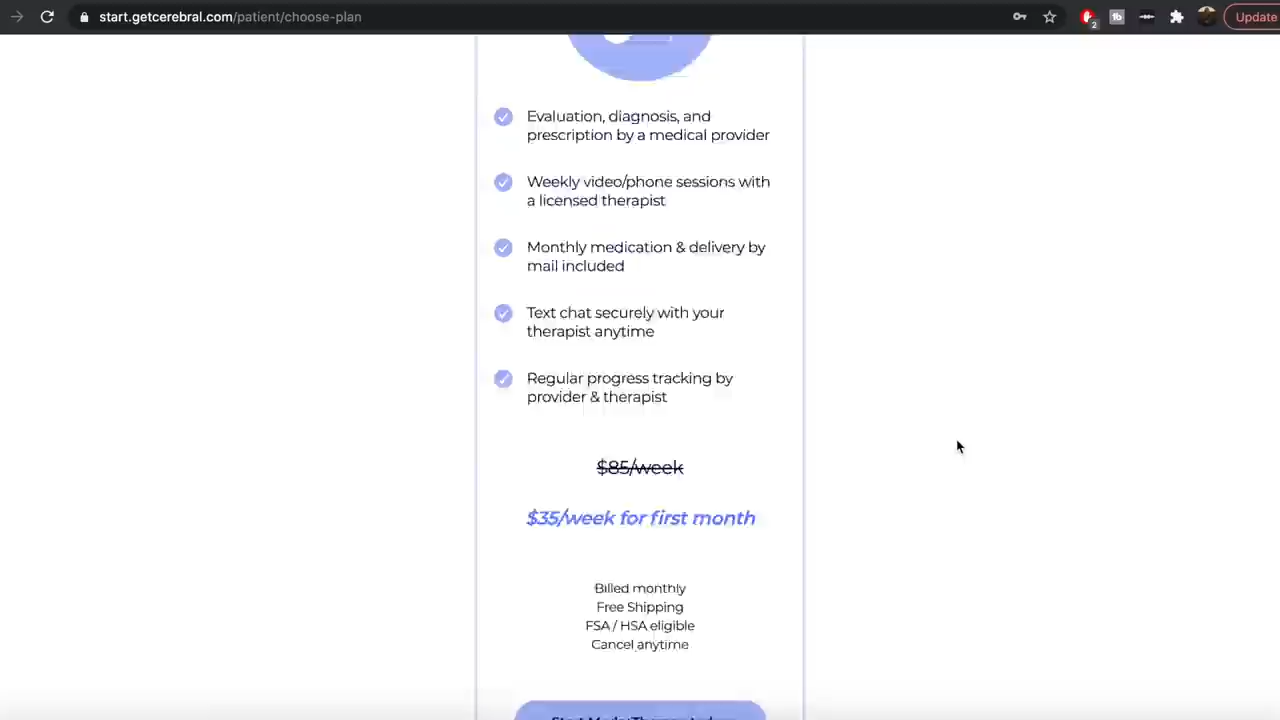 start.getcerebral.com/patient/choose-plan
2
Update
Evaluation, diagnosis, and
prescription by a medical provider
Weekly video/phone sessions with
a licensed therapist
Monthly medication & delivery by
mail included
Text chat securely with your
therapist anytime
Regular progress tracking by
provider & therapist
$85/week
$35/week for first month
Billed monthly
Free Shipping
FSA / HSA eligible
Cancel anytime